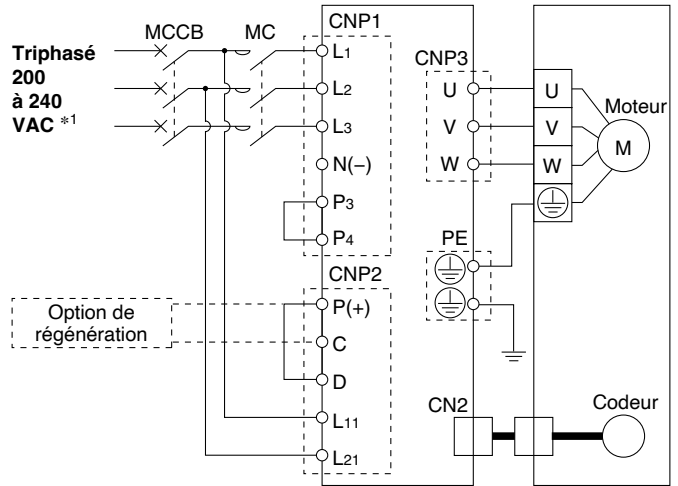 MCCB MC CNP1
Triphasé
200
à 240
VAC *1
L1
L2
L3
N(−)
P3
P4
CNP2
P(+)
C
D
L11
L21
Option de
régénération
CNP3
U
V
W
PE
CN2
U
V
W
Moteur
M
Codeur